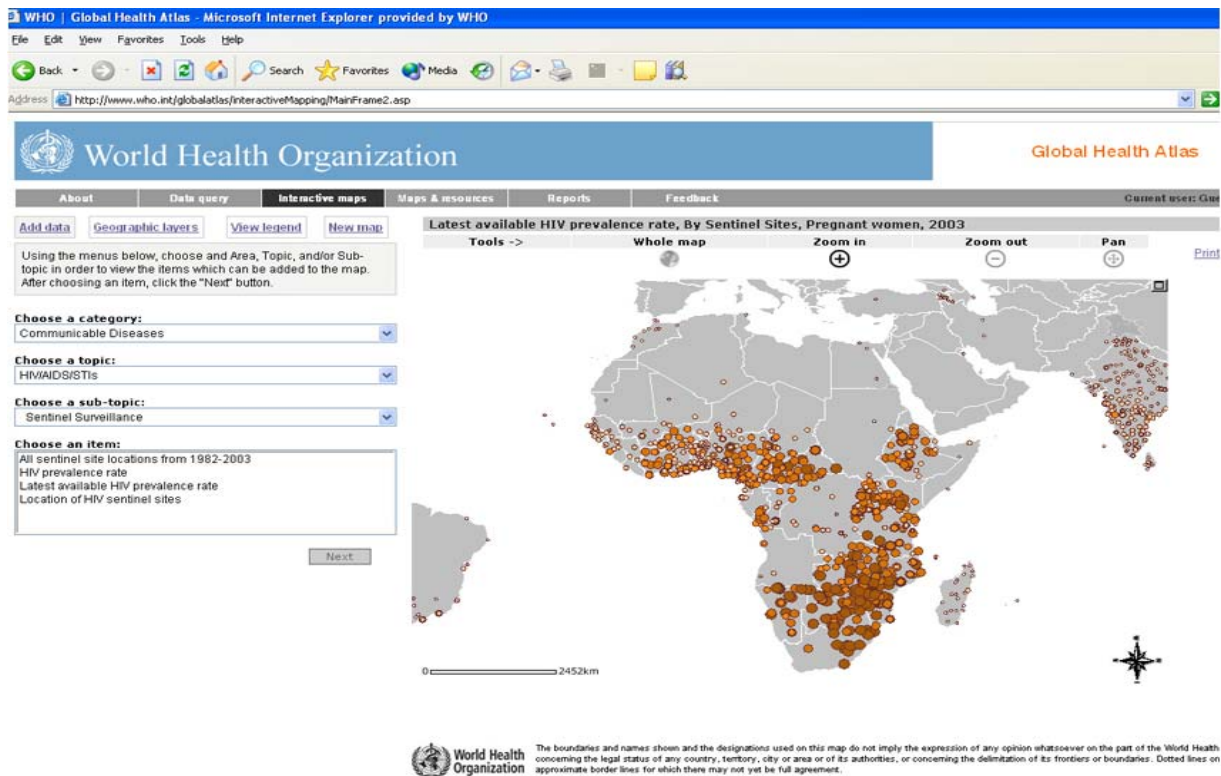 WHO | Global Health Atlas - Microsoft Internet Explorer provided by WHO
File Edit View Favorites Tools Help
Back Search Favorites Media
Address http://www.who.int/globalatlas/interactiveMapping/MainFrame2.asp
World Health Organization
Global Health Atlas
About Data query Interactive maps Maps & resources Reports Feedback Current user: Gue
Add data Geographic layers View legend New map
Latest available HIV prevalence rate, By Sentinel Sites, Pregnant women, 2003
Tools -> Whole map Zoom in Zoom out Pan
Print
Using the menus below, choose and Area, Topic, and/or Sub-
topic in order to view the items which can be added to the map.
After choosing an item, click the "Next" button.
Choose a category:
Communicable Diseases
Choose a topic:
HIV/AIDS/STIs
Choose a sub-topic:
Sentinel Surveillance
Choose an item:
All sentinel site locations from 1982-2003
HIV prevalence rate
Latest available HIV prevalence rate
Location of HIV sentinel sites
Next
0 2452km
World Health
Organization
The boundaries and names shown and the designations used on this map do not imply the expression of any opinion whatsoever on the part of the World Health
concerning the legal status of any country, territory, city or area or of its authorities, or concerning the delimitation of its frontiers or boundaries. Dotted lines on
approximate border lines for which there may not yet be full agreement.